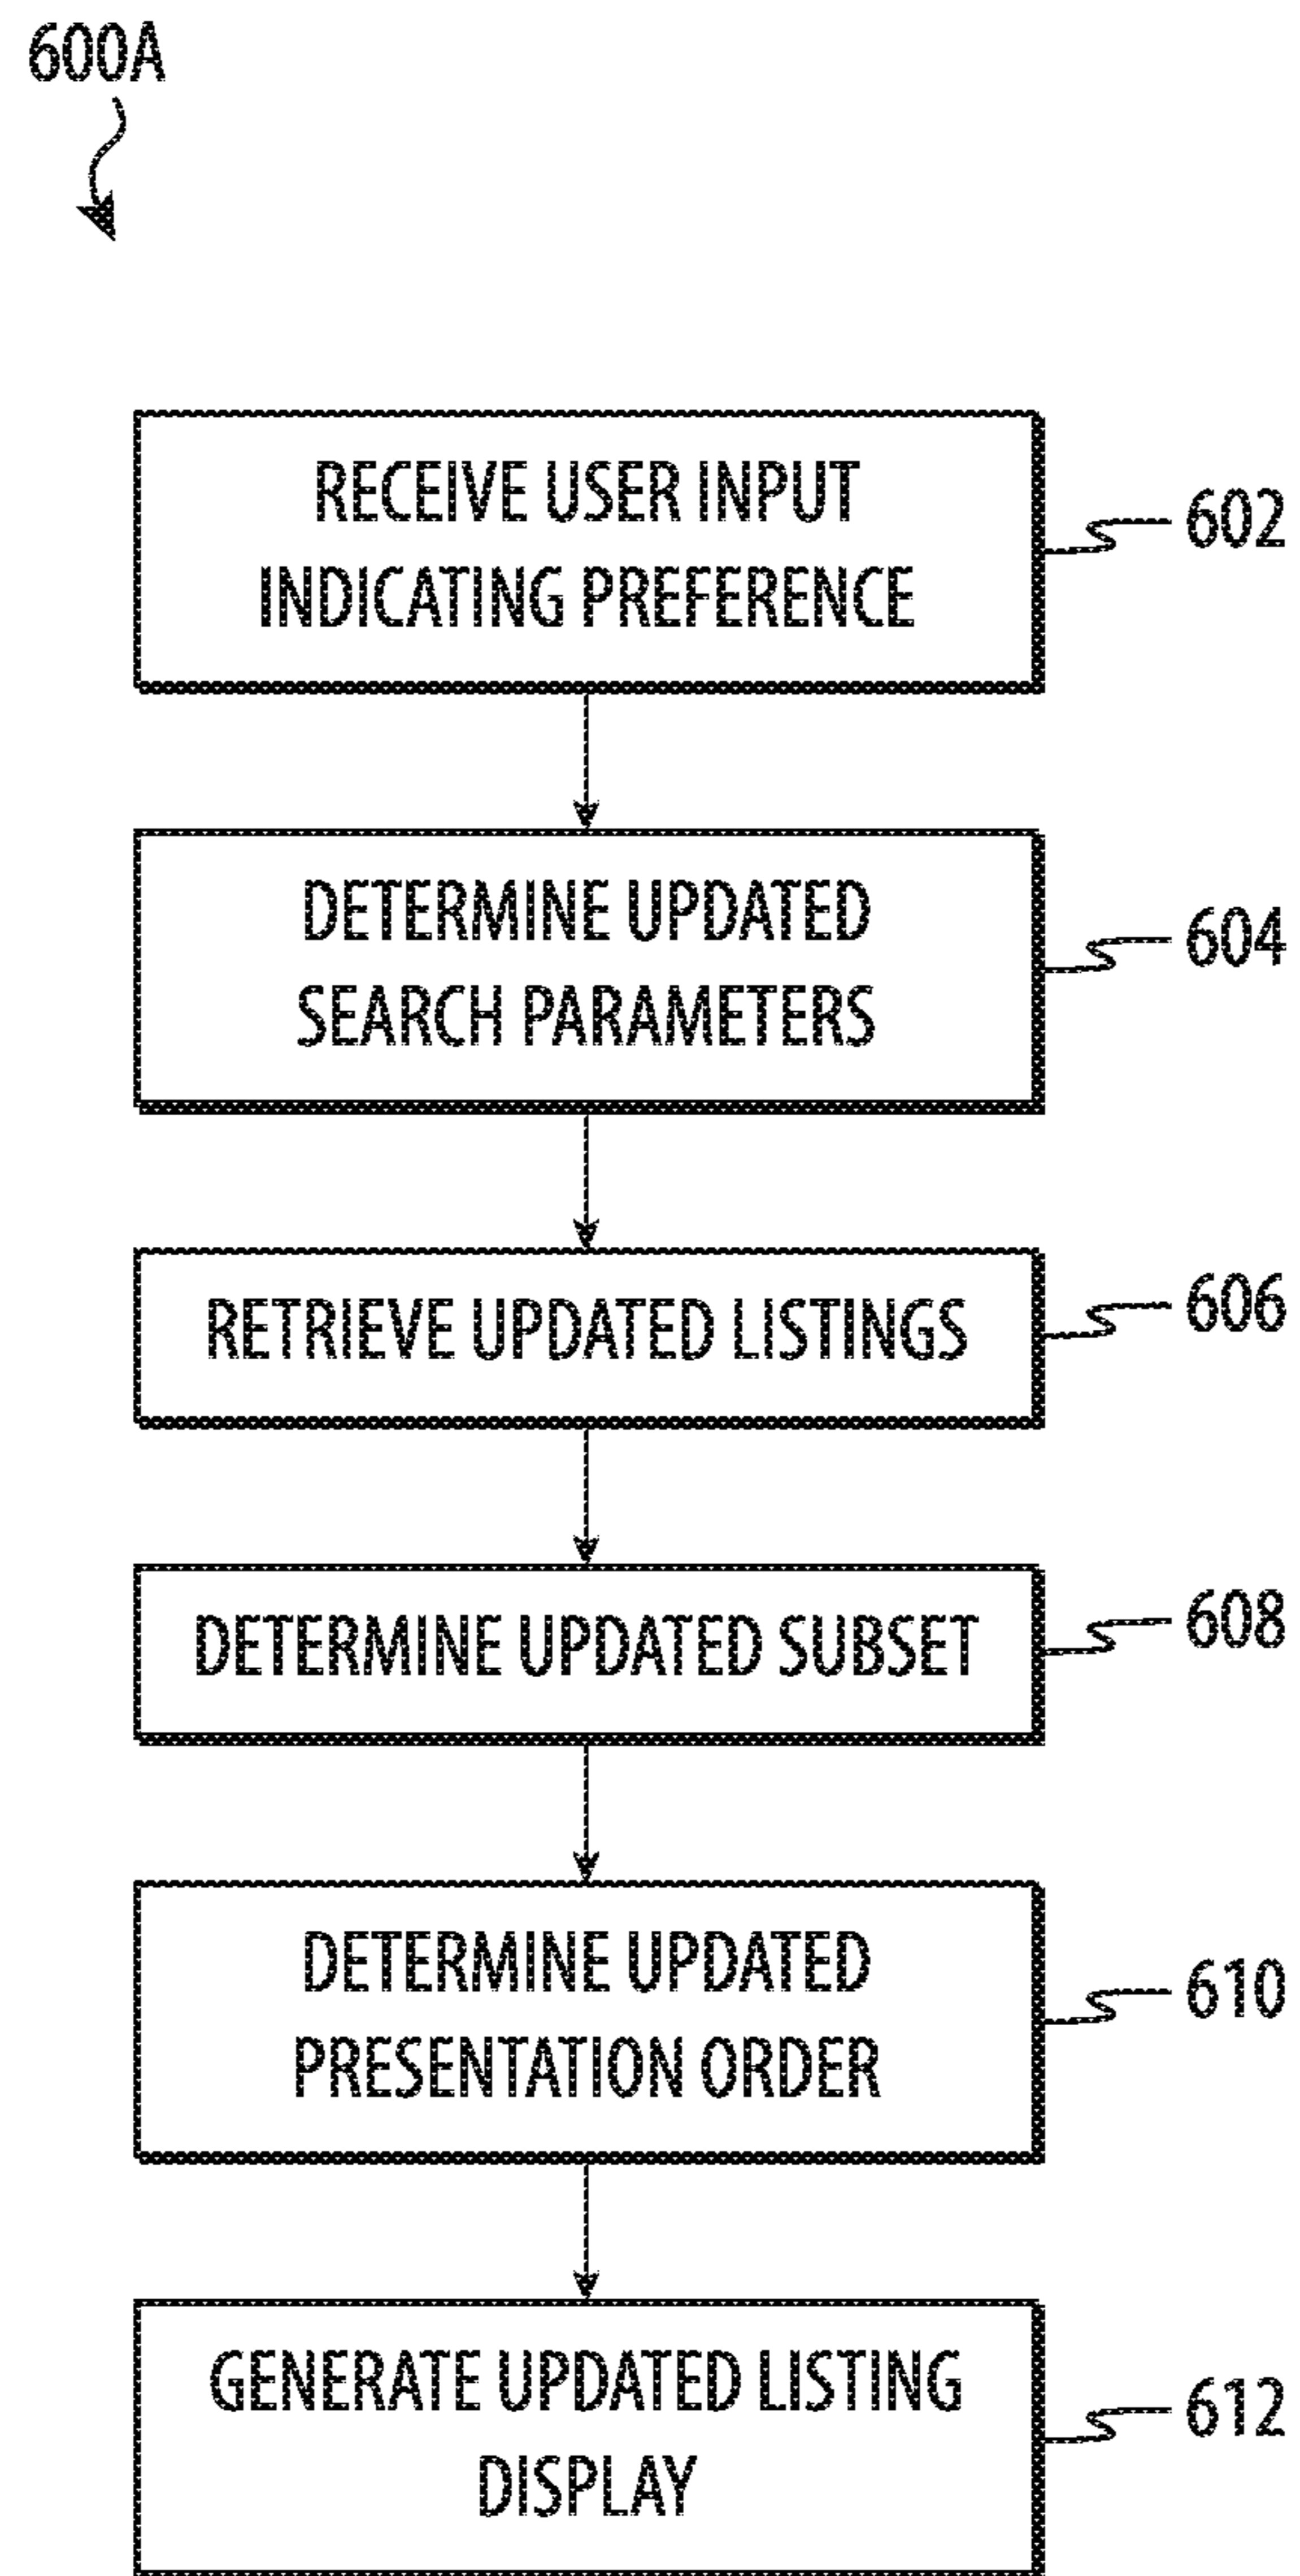 600A
RECEIVE USER INPUT
INDICATING PREFERENCE
602
DETERMINE UPDATED
SEARCH PARAMETERS
604
RETRIEVE UPDATED LISTINGS
606
DETERMINE UPDATED SUBSET
608
DETERMINE UPDATED
PRESENTATION ORDER
610
GENERATE UPDATED LISTING
DISPLAY
612